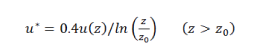 u* = 0.4u(z)/ln (z/z₀) (z > z₀)